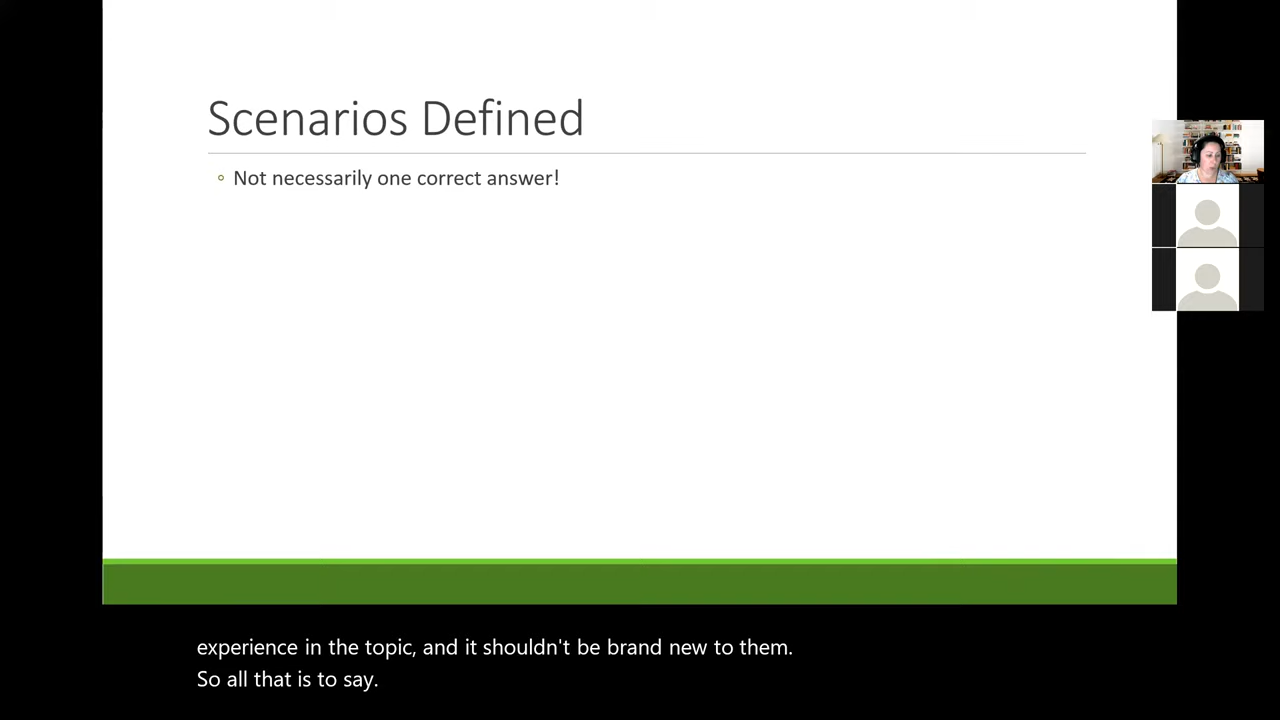 Scenarios Defined
Not necessarily one correct answer!
experience in the topic, and it shouldn't be brand new to them.
So all that is to say.